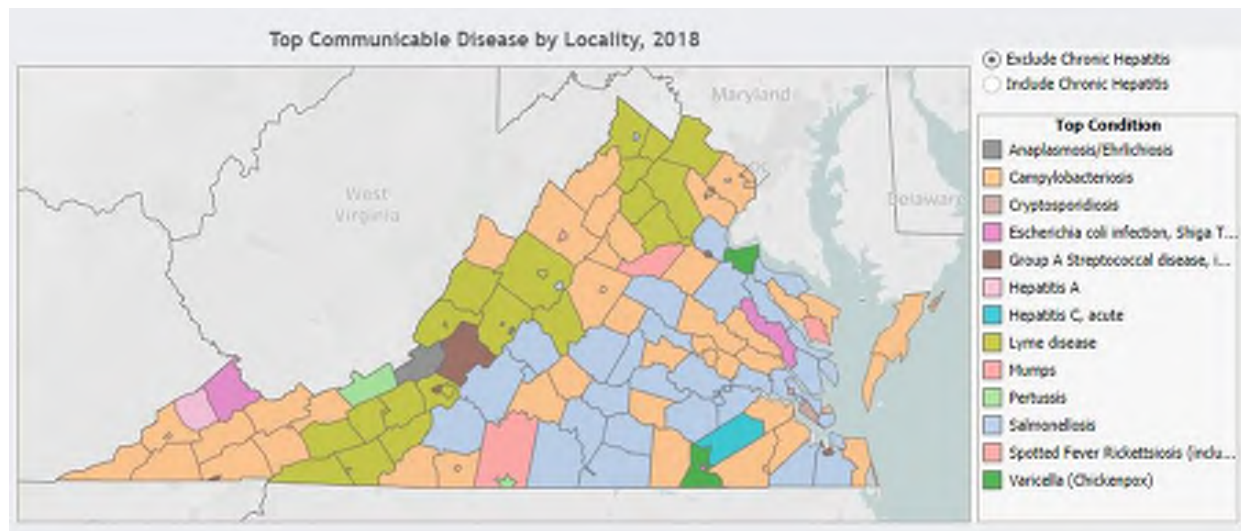 Top Communicable Disease by Locality, 2018
Exclude Chronic Hepatitis
Include Chronic Hepatitis
Maryland
West
Virginia
Delaware
Top Condition
Anaplasmosis/Ehrlichiosis
Campylobacteriosis
Cryptosporidiosis
Escherichia coli infection, Shiga T...
Group A Streptococcal disease, i...
Hepatitis A
Hepatitis C, acute
Lyme disease
Mumps
Pertussis
Salmonellosis
Spotted Fever Rickettsiosis (inclu...
Varicella (Chickenpox)